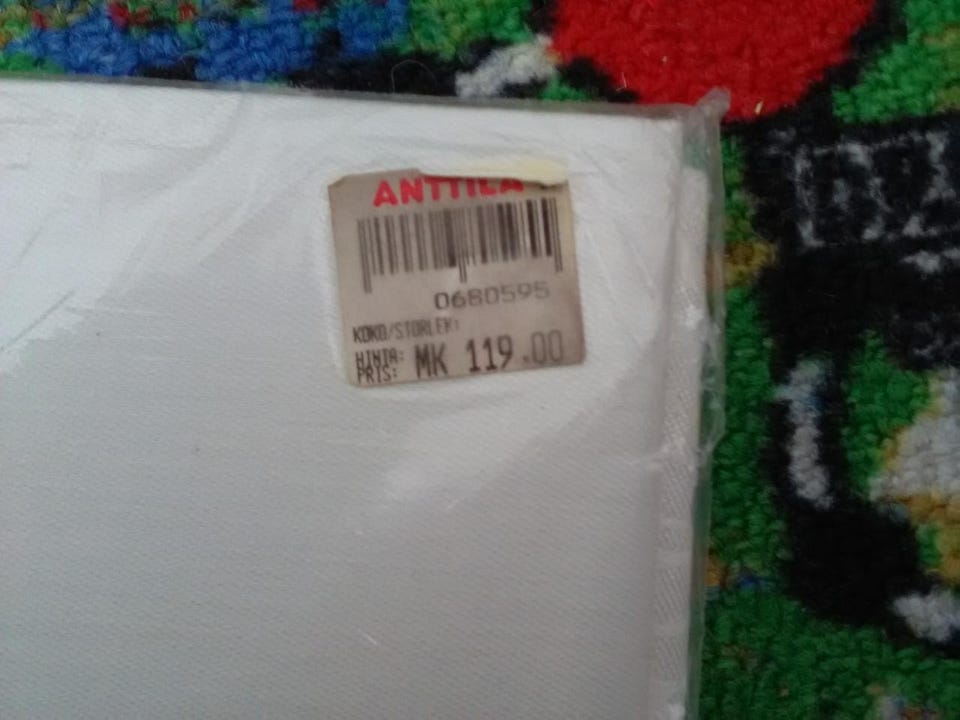 ANTTILA
0680595
KOKO/STORLEK:
HINTA:
PRIS: MK 119.00